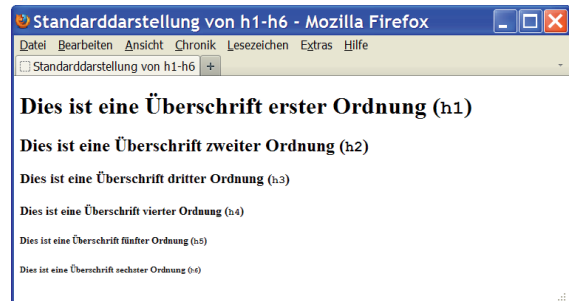 Standarddarstellung von h1-h6 - Mozilla Firefox
Datei Bearbeiten Ansicht Chronik Lesezeichen Extras Hilfe
Standarddarstellung von h1-h6 +
Dies ist eine Überschrift erster Ordnung (h1)
Dies ist eine Überschrift zweiter Ordnung (h2)
Dies ist eine Überschrift dritter Ordnung (h3)
Dies ist eine Überschrift vierter Ordnung (h4)
Dies ist eine Überschrift fünfter Ordnung (h5)
Dies ist eine Überschrift sechster Ordnung (h6)